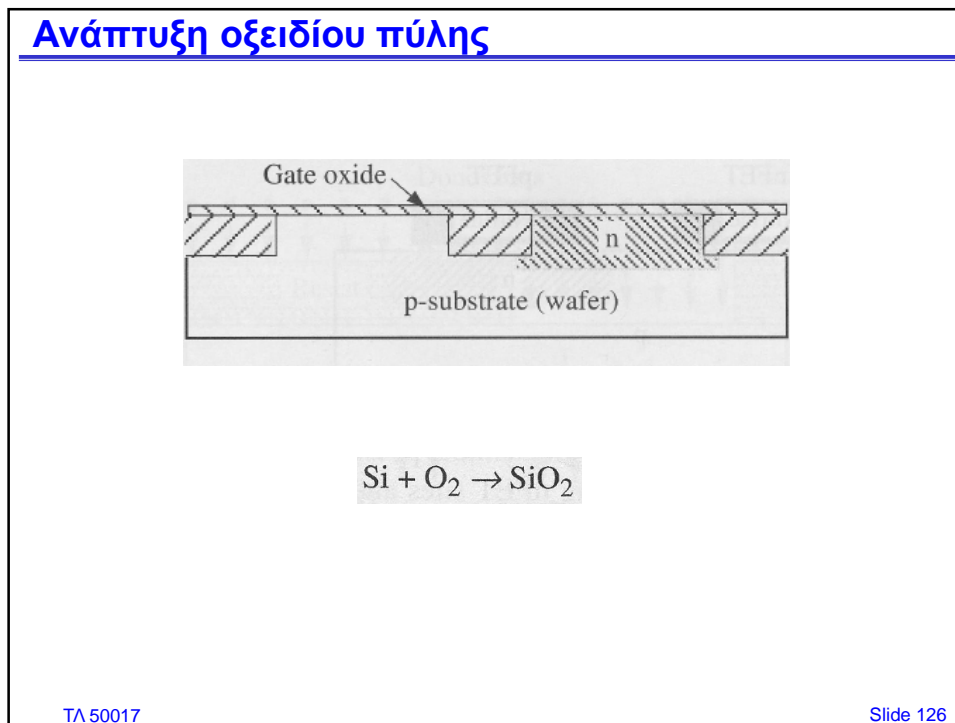 Ανάπτυξη οξειδίου πύλης
Gate oxide
n
p-substrate (wafer)
Si + O₂ → SiO₂
ΤΛ 50017
Slide 126